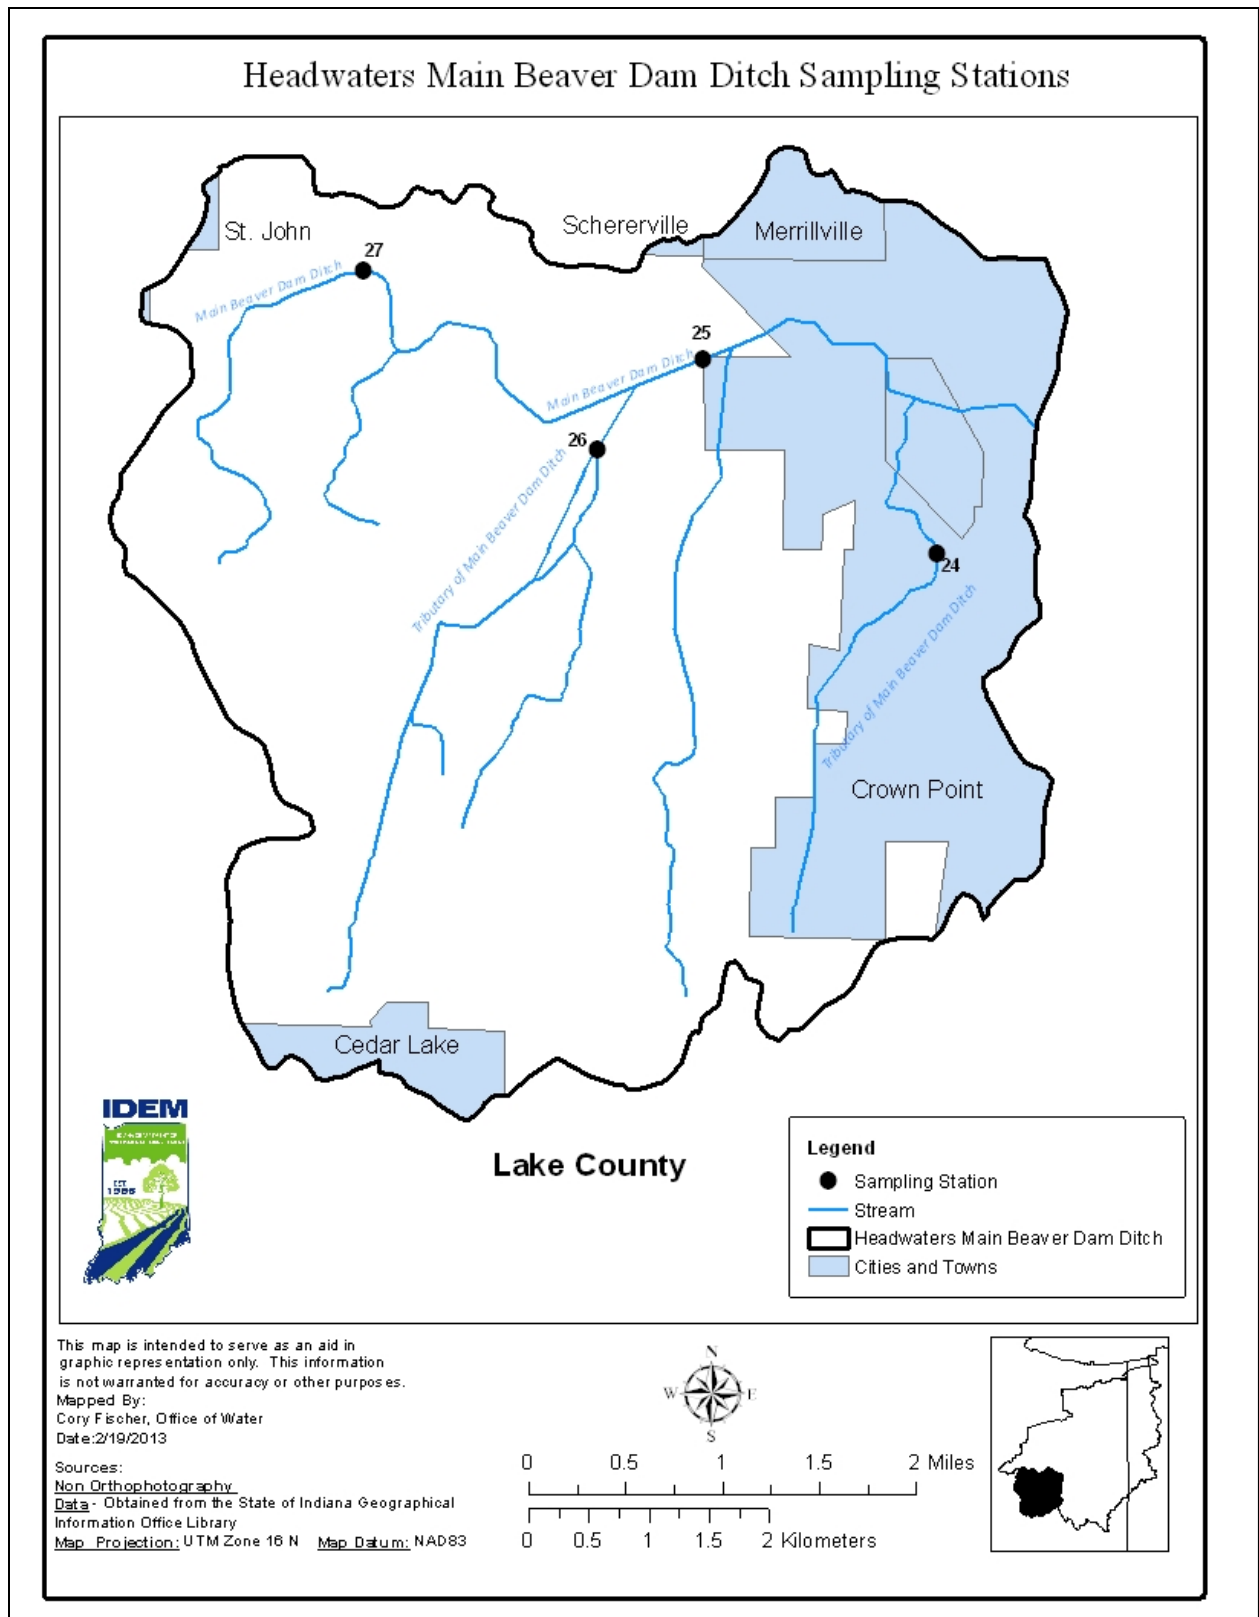 Headwaters Main Beaver Dam Ditch Sampling Stations
St. John
Schererville
Merrillville
27
Main Beaver Dam Ditch
25
Main Beaver Dam Ditch
26
Tributary of Main Beaver Dam Ditch
24
Tributary of Main Beaver Dam Ditch
Crown Point
Cedar Lake
IDEM
EST.
1986
Lake County
Legend
Sampling Station
Stream
Headwaters Main Beaver Dam Ditch
Cities and Towns
This map is intended to serve as an aid in
graphic representation only. This information
is not warranted for accuracy or other purposes.
Mapped By:
Cory Fischer, Office of Water
Date:2/19/2013
Sources:
Non Orthophotography
Data - Obtained from the State of Indiana Geographical
Information Office Library
Map Projection: UTM Zone 16 N Map Datum: NAD83
N
W E
S
0 0.5 1 1.5 2 Miles
0 0.5 1 1.5 2 Kilometers